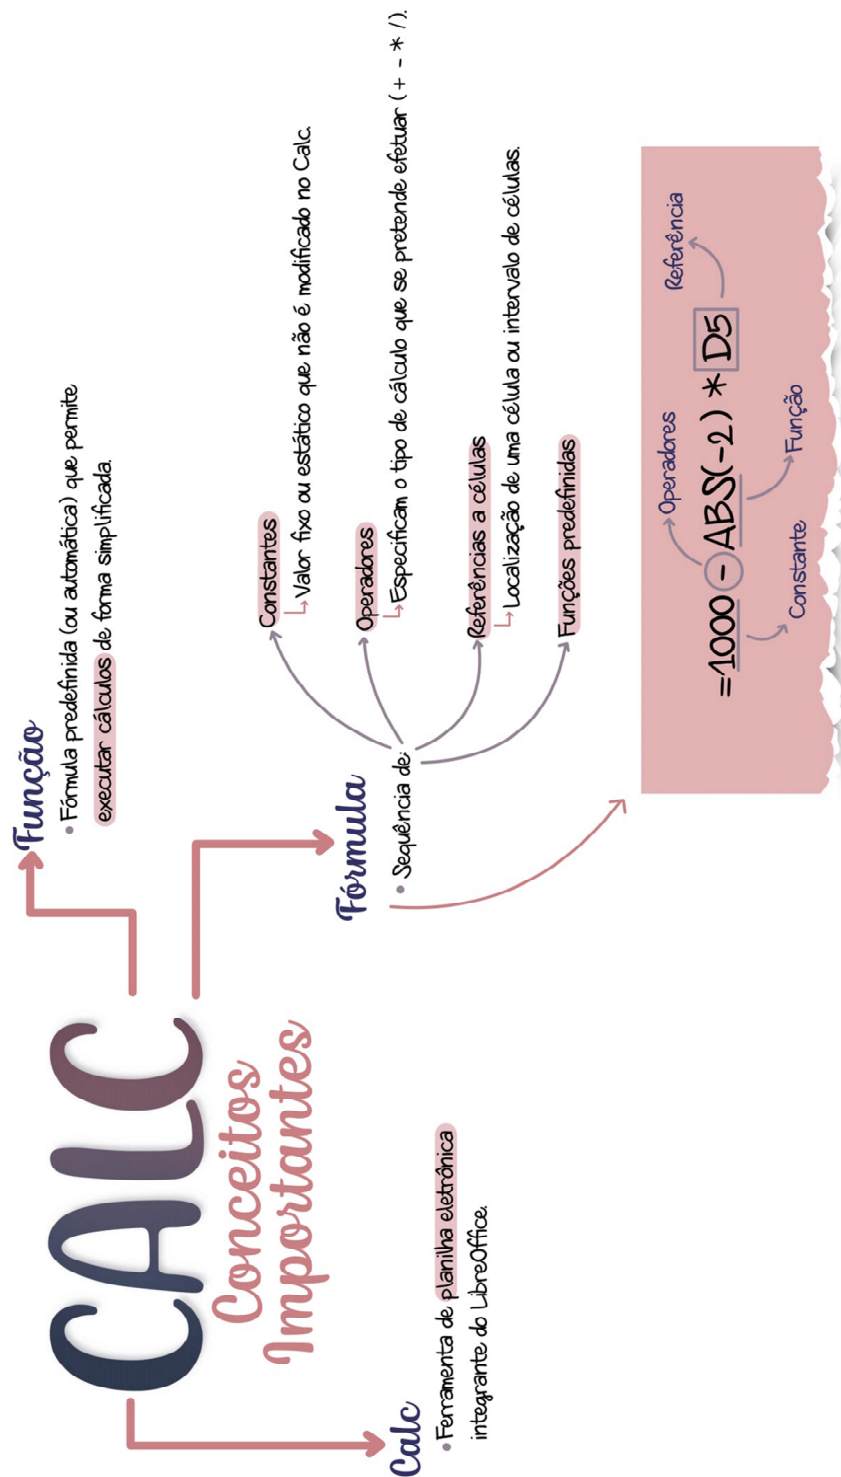 CALC
Conceitos
Importantes
Calc
• Ferramenta de planilha eletrônica
integrante do LibreOffice.
Função
• Fórmula predefinida (ou automática) que permite
executar cálculos de forma simplificada.
Fórmula
• Sequência de:
Constantes
Valor fixo ou estático que não é modificado no Calc.
Operadores
Especificam o tipo de cálculo que se pretende efetuar (+ - * /).
Referências a células
Localização de uma célula ou intervalo de células.
Funções predefinidas
Operadores
Referência
=1000 - ABS(-2) * D5
Constante
Função